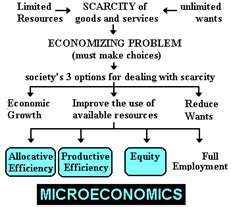 Limited Resources
SCARCITY of goods and services
unlimited wants
ECONOMIZING PROBLEM
(must make choices)
society's 3 options for dealing with scarcity
Economic Growth
Improve the use of available resources
Reduce Wants
Allocative Efficiency
Productive Efficiency
Equity
Full Employment
MICROECONOMICS